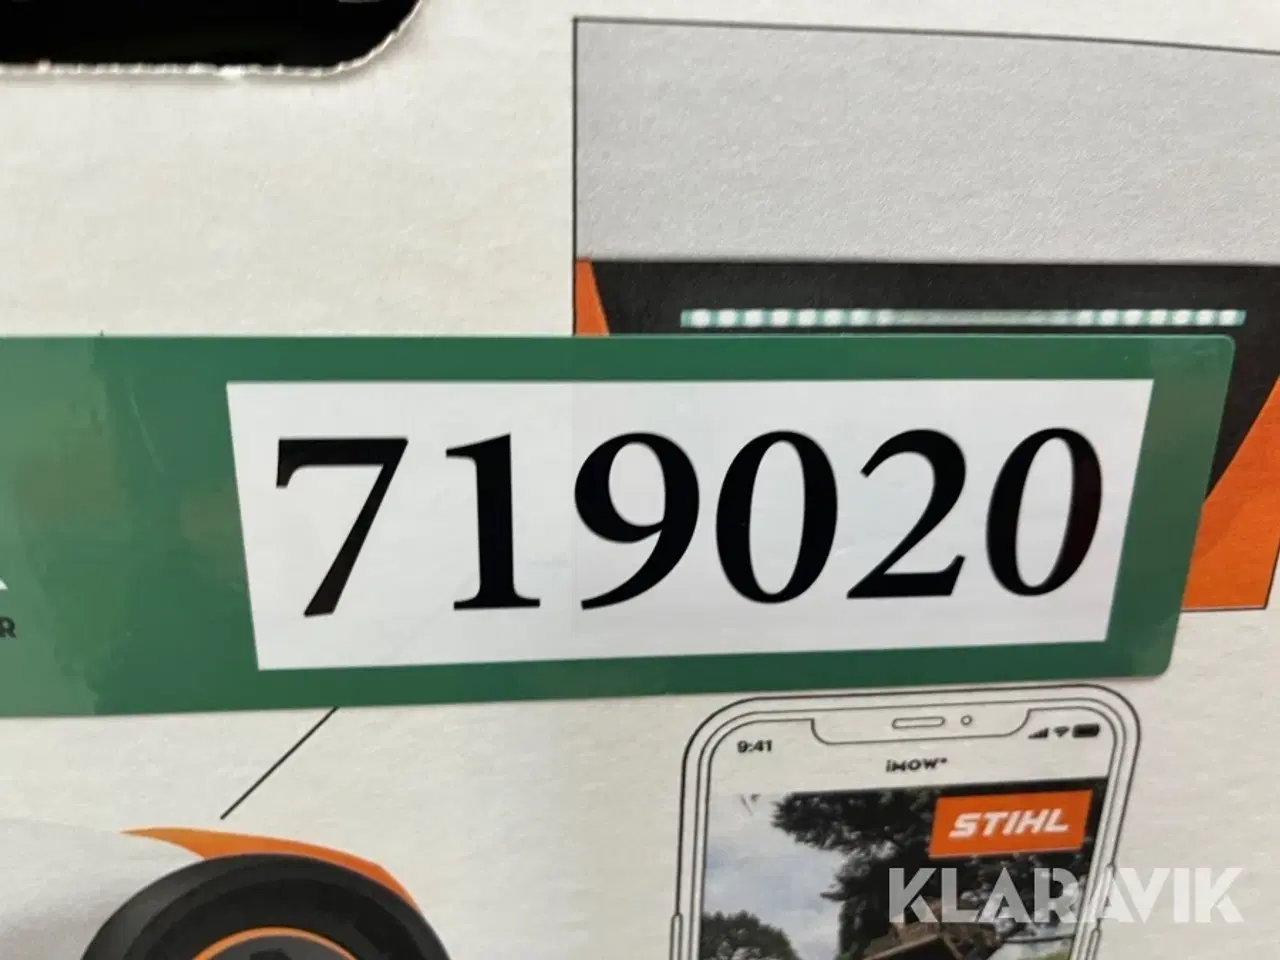 719020
R
9:41
iMOW®
STIHL
KLARAVIK